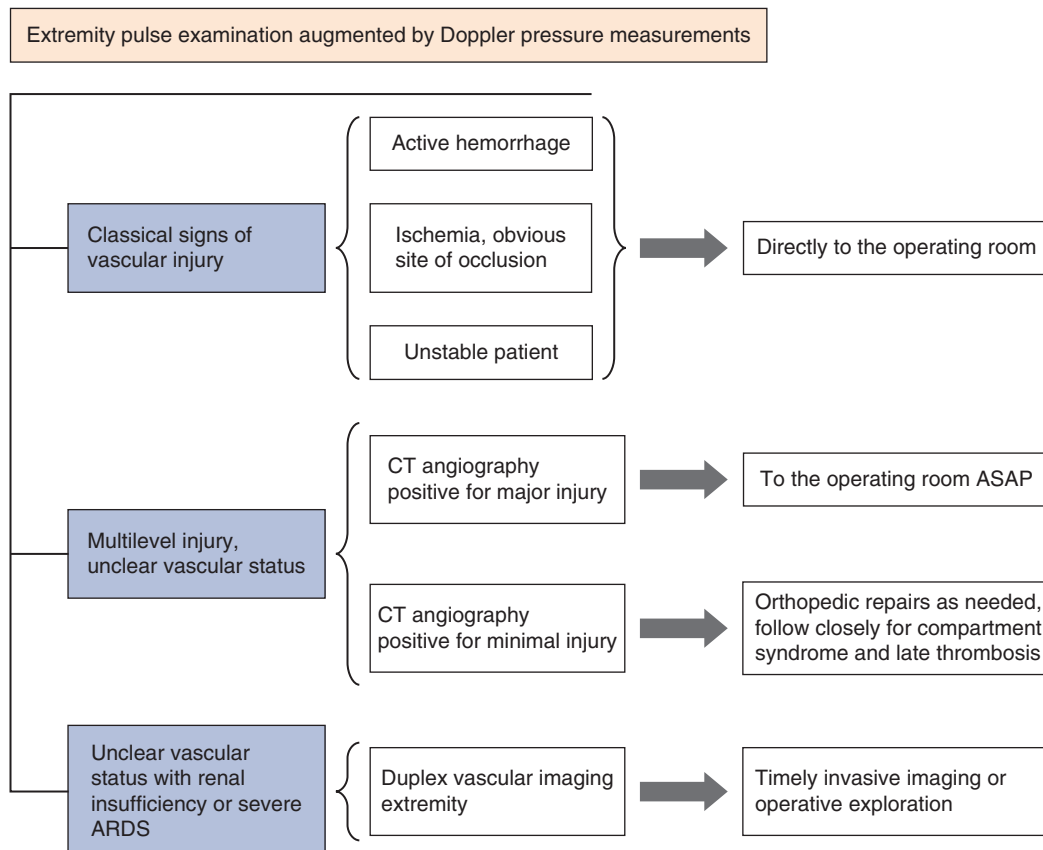 Extremity pulse examination augmented by Doppler pressure measurements
Classical signs of
vascular injury
Active hemorrhage
Ischemia, obvious
site of occlusion
Unstable patient
Directly to the operating room
Multilevel injury,
unclear vascular status
CT angiography
positive for major injury
To the operating room ASAP
CT angiography
positive for minimal injury
Orthopedic repairs as needed,
follow closely for compartment
syndrome and late thrombosis
Unclear vascular
status with renal
insufficiency or severe
ARDS
Duplex vascular imaging
extremity
Timely invasive imaging or
operative exploration